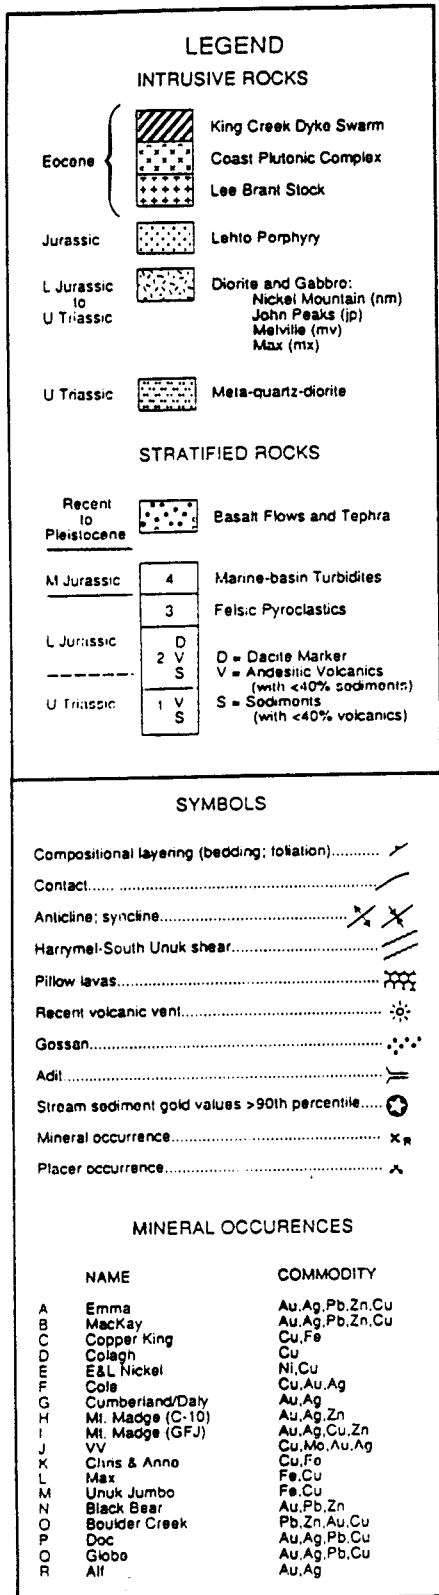 LEGEND
INTRUSIVE ROCKS
Eocene
King Creek Dyke Swarm
Coast Plutonic Complex
Lee Brant Stock
Jurassic Lehto Porphyry
L Jurassic
to
U Triassic
Diorite and Gabbro:
Nickel Mountain (nm)
John Peaks (jp)
Melville (mv)
Max (mx)
U Triassic Meta-quartz-diorite
STRATIFIED ROCKS
Recent
to
Pleistocene
Basalt Flows and Tephra
M Jurassic 4 Marine-basin Turbidites
3 Felsic Pyroclastics
L Jurassic
D
2 V
S
D = Dacite Marker
V = Andesitic Volcanics
(with <40% sediments)
U Triassic
1 V
S
S = Sediments
(with <40% volcanics)
SYMBOLS
Compositional layering (bedding; foliation)
Contact
Anticline; syncline
Harrymel-South Unuk shear
Pillow lavas
Recent volcanic vent
Gossan
Adit
Stream sediment gold values >90th percentile
Mineral occurrence xR
Placer occurrence
MINERAL OCCURENCES
NAME COMMODITY
A Emma Au,Ag,Pb,Zn,Cu
B MacKay Au,Ag,Pb,Zn,Cu
C Copper King Cu,Fe
D Colagh Cu
E E&L Nickel Ni,Cu
F Cole Cu,Au,Ag
G Cumberland/Daly Au,Ag
H Mt. Madge (C-10) Au,Ag,Zn
I Mt. Madge (GFJ) Au,Ag,Cu,Zn
J VV Cu,Mo,Au,Ag
K Chris & Anne Cu,Fe
L Max Fe,Cu
M Unuk Jumbo Fe,Cu
N Black Bear Au,Pb,Zn
O Boulder Creek Pb,Zn,Au,Cu
P Doc Au,Ag,Pb,Cu
Q Globe Au,Ag,Pb,Cu
R Alf Au,Ag